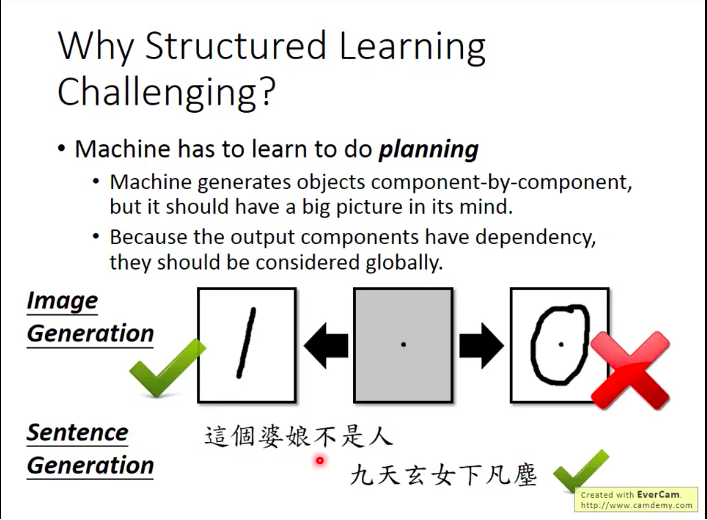 Why Structured Learning
Challenging?
• Machine has to learn to do planning
• Machine generates objects component-by-component,
but it should have a big picture in its mind.
• Because the output components have dependency,
they should be considered globally.
Image
Generation
Sentence
Generation
這個婆娘不是人
九天玄女下凡塵
Created with EverCam.
http://www.camdemy.com